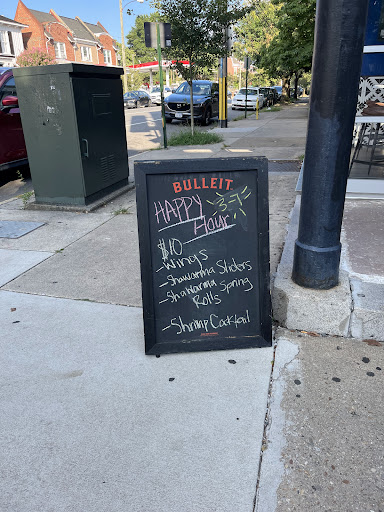 BULLEIT
HAPPY 3-7
Hour
$10
- Wings
- Shawarma Sliders
- Shawarma Spring
Rolls
- Shrimp Cocktail